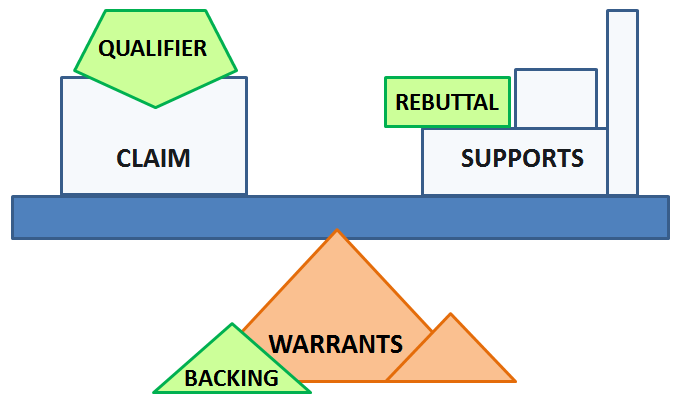 QUALIFIER
CLAIM
REBUTTAL
SUPPORTS
WARRANTS
BACKING